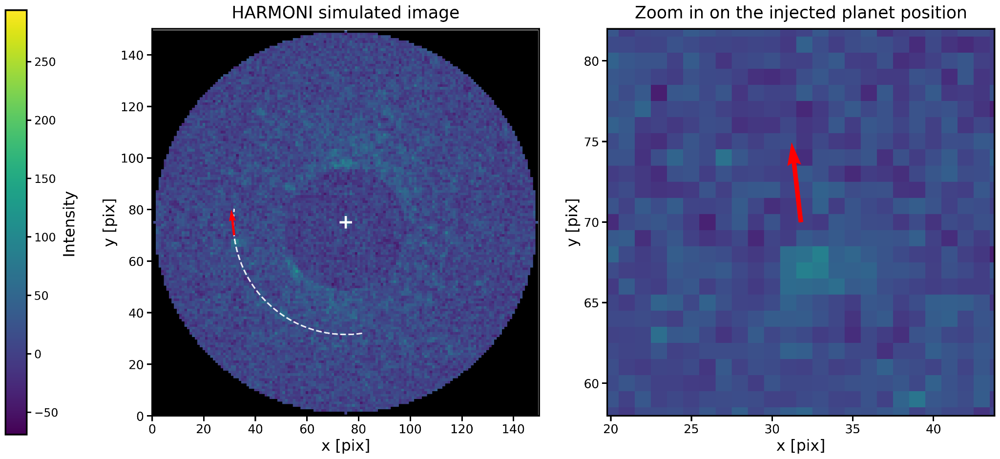 HARMONI simulated image
Zoom in on the injected planet position
250
200
150
100
50
0
−50
Intensity
140
120
100
80
60
40
20
0
y [pix]
0 20 40 60 80 100 120 140
x [pix]
80
75
70
65
60
y [pix]
20 25 30 35 40
x [pix]